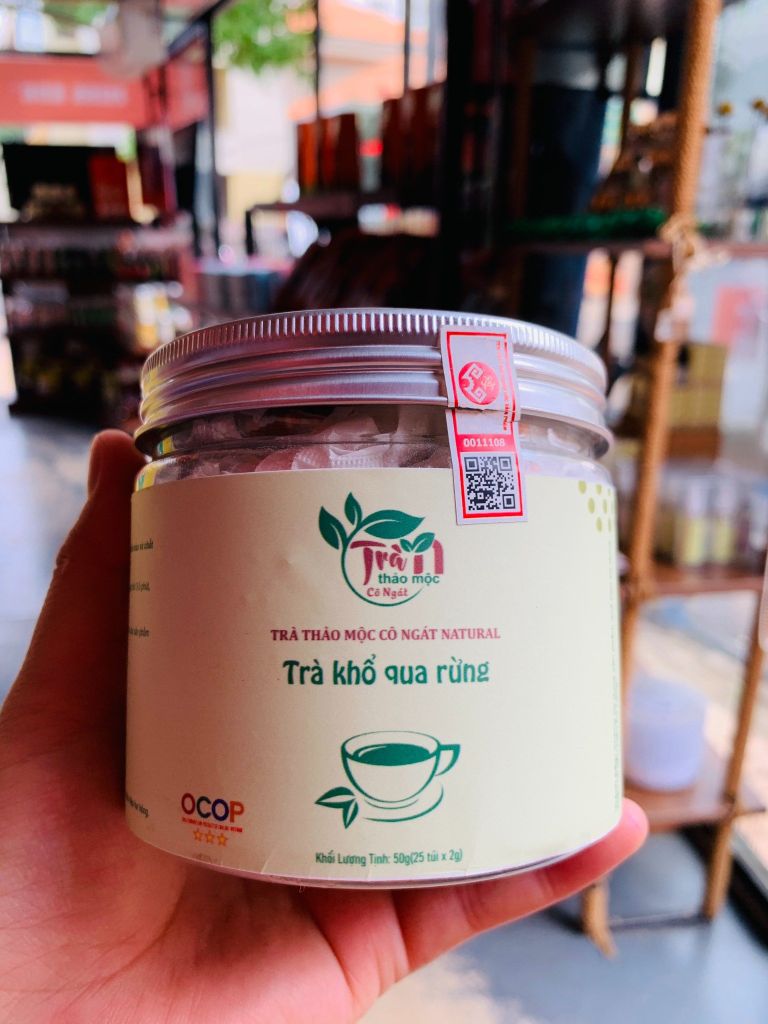 0011108
Trà
thảo mộc
Cô Ngát
TRÀ THẢO MỘC CÔ NGÁT NATURAL
Trà khổ qua rừng
OCOP
Khối Lượng Tịnh: 50g(25 túi x 2g)